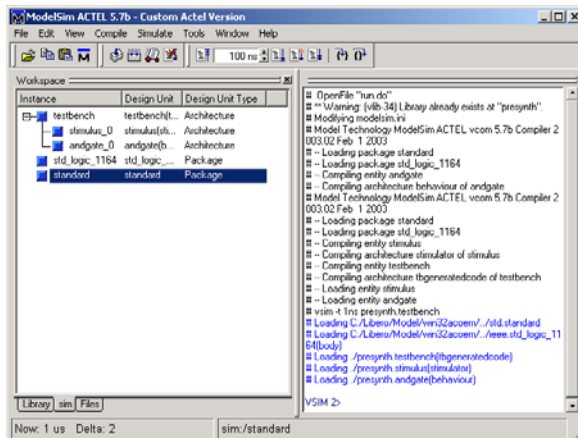 ModelSim ACTEL 5.7b - Custom Actel Version
File Edit View Compile Simulate Tools Window Help
100 ns
Workspace
Instance Design Unit Design Unit Type
testbench testbench(t... Architecture
stimulus_0 stimulus(sti... Architecture
andgate_0 andgate(b... Architecture
std_logic_1164 std_logic_... Package
standard standard Package
Library sim Files
# OpenFile "run.do"
# ** Warning: (vlib-34) Library already exists at "presynth".
# Modifying modelsim.ini
# Model Technology ModelSim ACTEL vcom 5.7b Compiler 2
003.02 Feb 1 2003
# -- Loading package standard
# -- Loading package std_logic_1164
# -- Compiling entity andgate
# -- Compiling architecture behaviour of andgate
# Model Technology ModelSim ACTEL vcom 5.7b Compiler 2
003.02 Feb 1 2003
# -- Loading package standard
# -- Loading package std_logic_1164
# -- Compiling entity stimulus
# -- Compiling architecture stimulator of stimulus
# -- Compiling entity testbench
# -- Compiling architecture tbgeneratedcode of testbench
# -- Loading entity stimulus
# -- Loading entity andgate
# vsim -t 1ns presynth.testbench
# Loading C:/Libero/Model/win32acoem/../std.standard
# Loading C:/Libero/Model/win32acoem/../ieee.std_logic_11
64(body)
# Loading ./presynth.testbench(tbgeneratedcode)
# Loading ./presynth.stimulus(stimulator)
# Loading ./presynth.andgate(behaviour)
VSIM 2>
Now: 1 us Delta: 2 sim:/standard